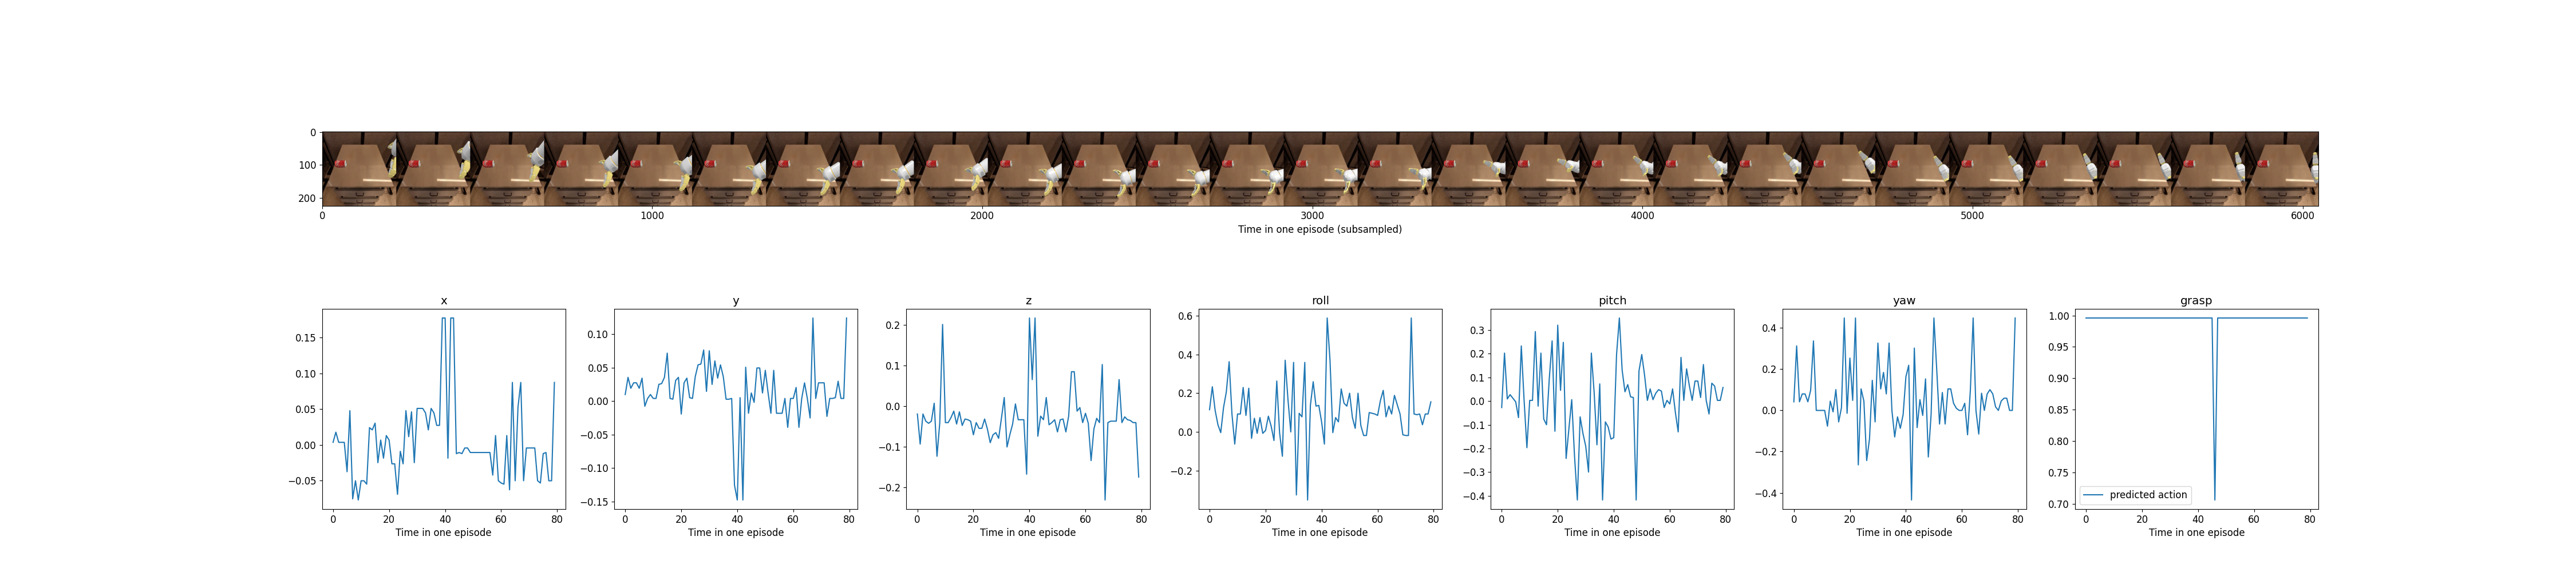 0
100
200
0 1000 2000 3000 4000 5000 6000
Time in one episode (subsampled)
x y z roll pitch yaw grasp
0.15
0.10
0.05
0.00
−0.05
0 20 40 60 80
Time in one episode
0.10
0.05
0.00
−0.05
−0.10
−0.15
0 20 40 60 80
Time in one episode
0.2
0.1
0.0
−0.1
−0.2
0 20 40 60 80
Time in one episode
0.6
0.4
0.2
0.0
−0.2
0 20 40 60 80
Time in one episode
0.3
0.2
0.1
0.0
−0.1
−0.2
−0.3
−0.4
0 20 40 60 80
Time in one episode
0.4
0.2
0.0
−0.2
−0.4
0 20 40 60 80
Time in one episode
1.00
0.95
0.90
0.85
0.80
0.75
0.70
predicted action
0 20 40 60 80
Time in one episode